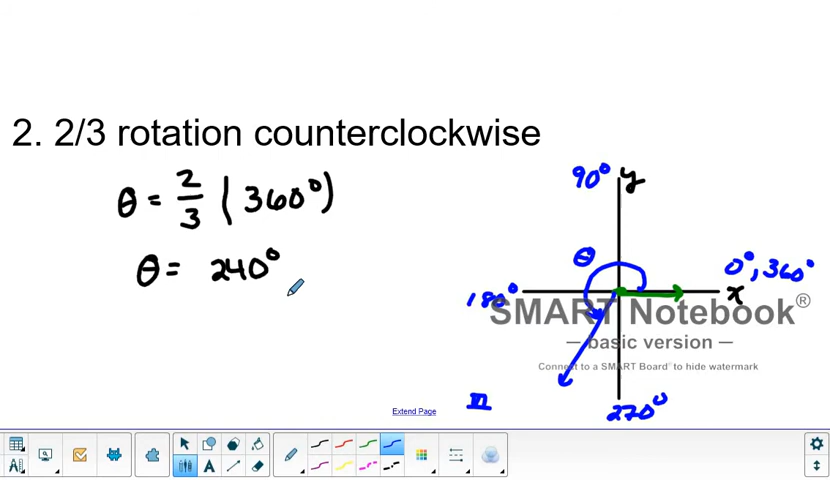 2. 2/3 rotation counterclockwise
θ = 2/3 (360°)
θ = 240°
90°
y
θ
0°, 360°
180°
x
SMART Notebook®
— basic version —
Connect to a SMART Board® to hide watermark
III
270°
Extend Page
A
A